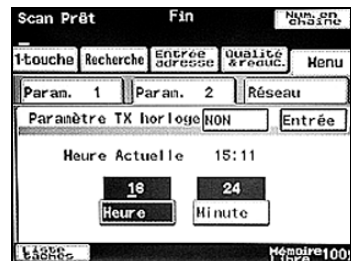 Scan Prêt Fin Num.en chaîne
1-touche Recherche Entrée adresse Qualité &réduc. Menu
Param. 1 Param. 2 Réseau
Paramètre TX horloge NON Entrée
Heure Actuelle 15:11
16 24
Heure Minute
Liste tâches Mémoire Libre 100